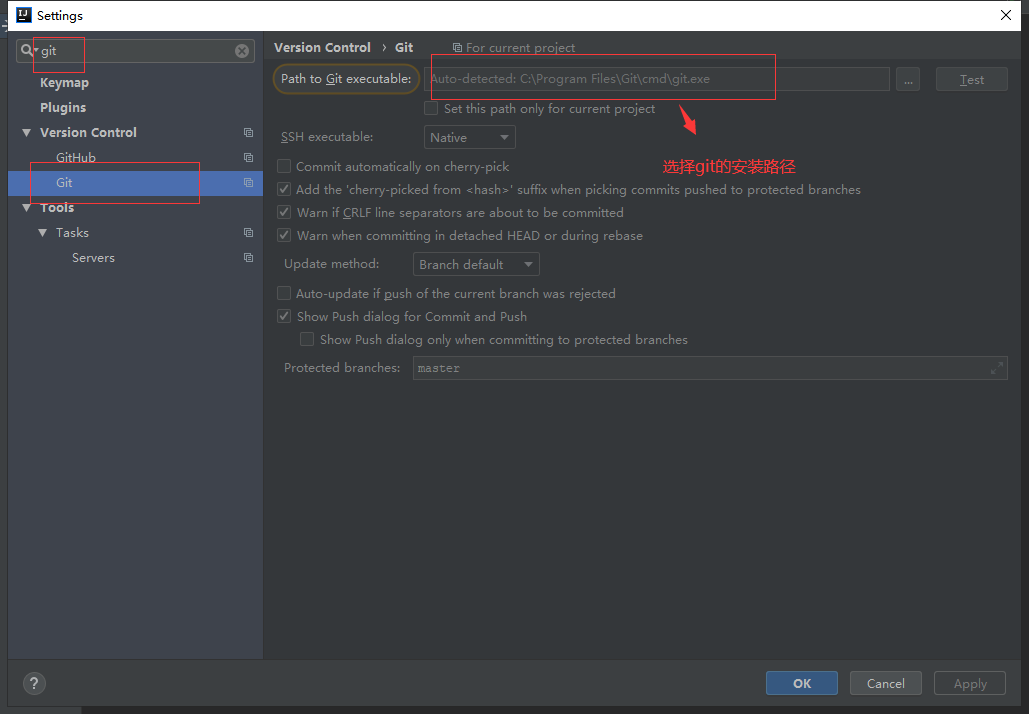 Settings
git
Keymap
Plugins
Version Control
GitHub
Git
Tools
Tasks
Servers
Version Control › Git For current project
Path to Git executable: Auto-detected: C:\Program Files\Git\cmd\git.exe ... Test
Set this path only for current project
SSH executable: Native
选择git的安装路径
Commit automatically on cherry-pick
Add the 'cherry-picked from <hash>' suffix when picking commits pushed to protected branches
Warn if CRLF line separators are about to be committed
Warn when committing in detached HEAD or during rebase
Update method: Branch default
Auto-update if push of the current branch was rejected
Show Push dialog for Commit and Push
Show Push dialog only when committing to protected branches
Protected branches: master
? OK Cancel Apply